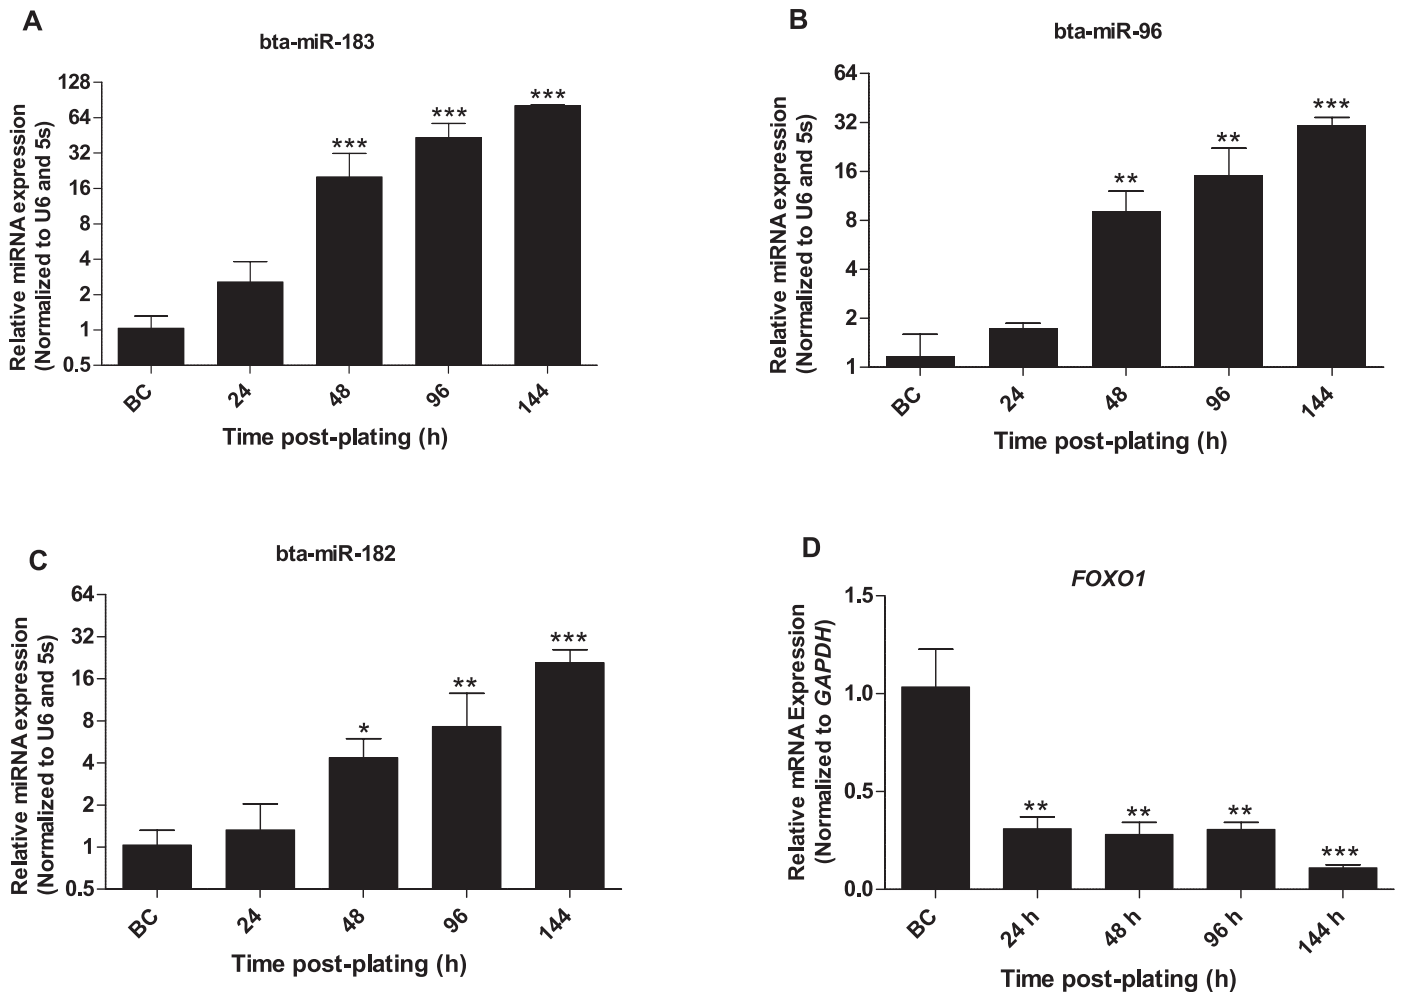 A
bta-miR-183
Relative miRNA expression
(Normalized to U6 and 5s)
128
64
32
16
8
4
2
1
0.5
***
***
***
BC
24
48
96
144
Time post-plating (h)
B
bta-miR-96
Relative miRNA expression
(Normalized to U6 and 5s)
64
32
16
8
4
2
1
**
**
***
BC
24
48
96
144
Time post-plating (h)
C
bta-miR-182
Relative miRNA expression
(Normalized to U6 and 5s)
64
32
16
8
4
2
1
0.5
*
**
***
BC
24
48
96
144
Time post-plating (h)
D
FOXO1
Relative mRNA Expression
(Normalized to GAPDH)
1.5
1.0
0.5
0.0
**
**
**
***
BC
24 h
48 h
96 h
144 h
Time post-plating (h)